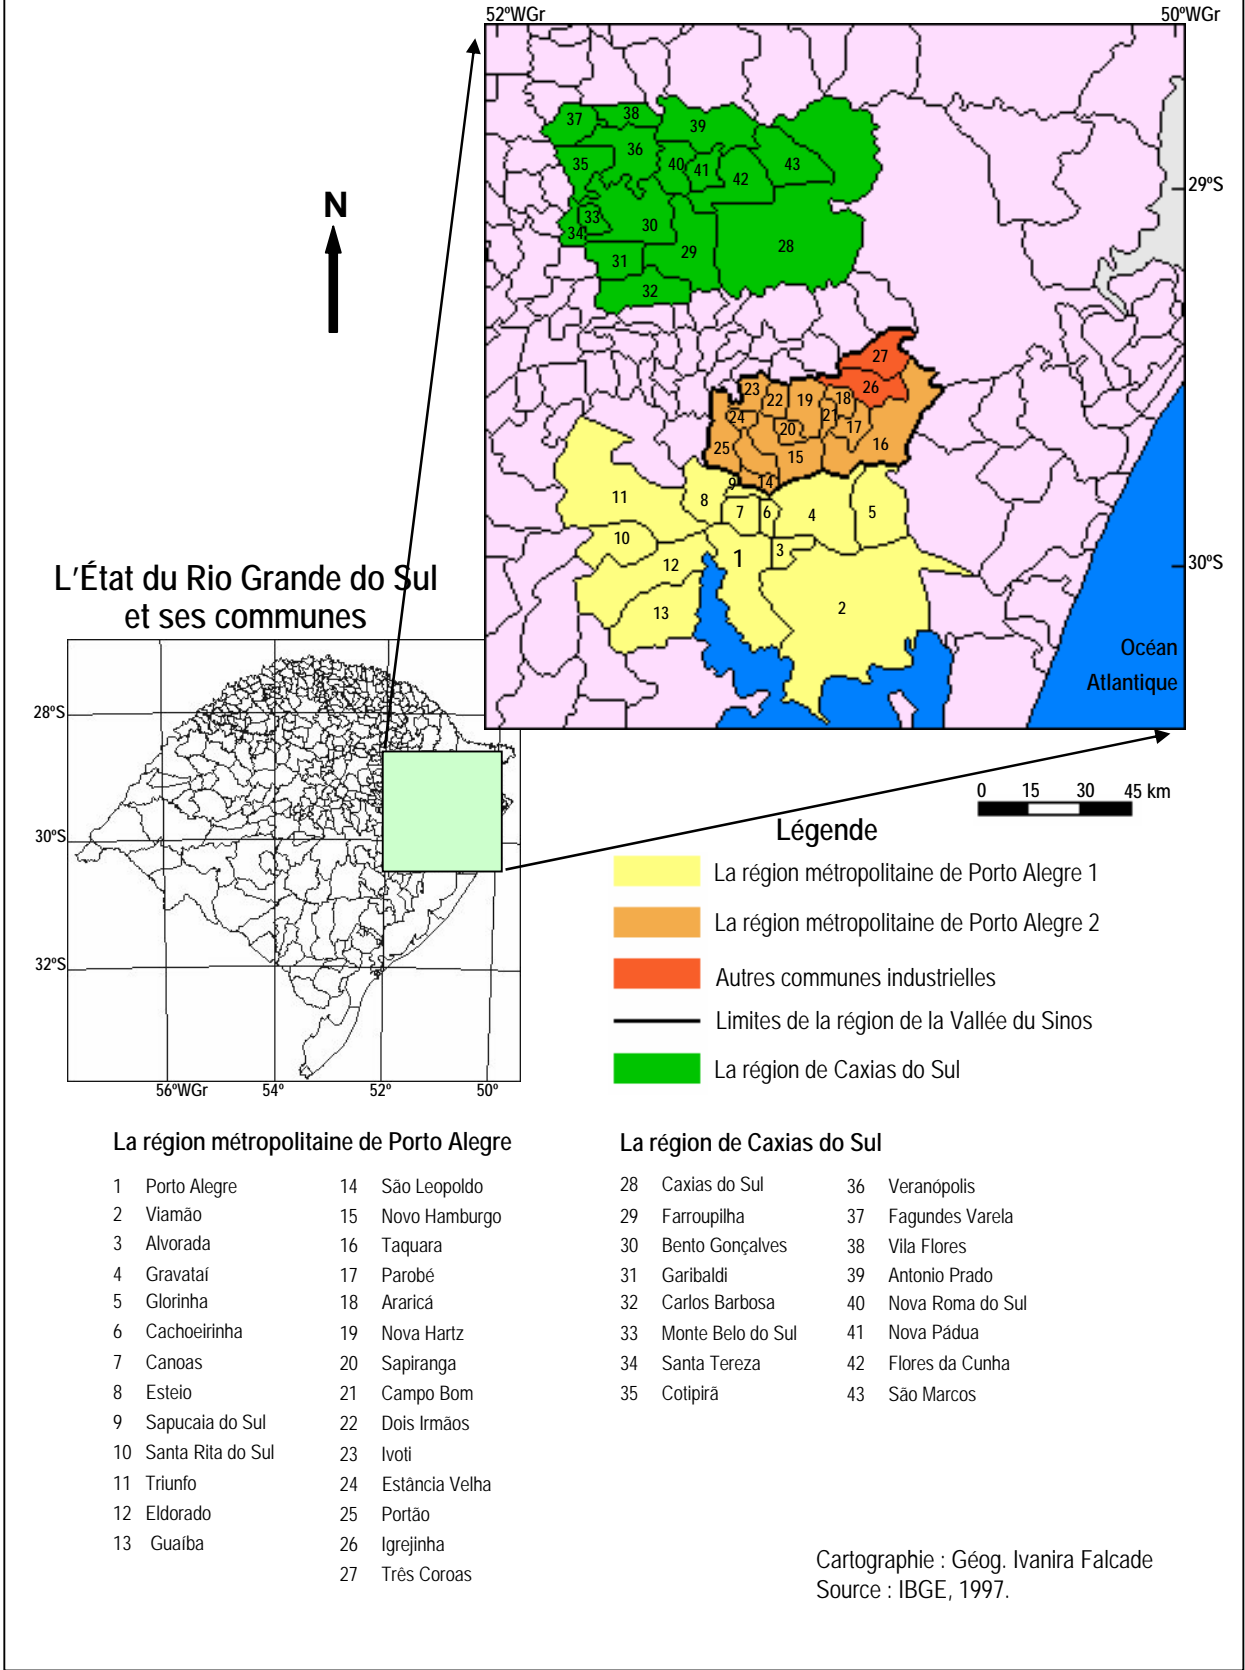 52ºWGr
50ºWGr
37
38
39
36
35
40
41
42
43
33
34
30
29
28
31
32
29ºS
N
27
26
23
22
19
18
21
24
20
17
16
25
15
14
9
8
7
6
4
5
11
10
12
13
1
3
2
30ºS
Océan
Atlantique
L'État du Rio Grande do Sul
et ses communes
28ºS
30ºS
32ºS
56ºWGr
54º
52º
50º
0 15 30 45 km
Légende
La région métropolitaine de Porto Alegre 1
La région métropolitaine de Porto Alegre 2
Autres communes industrielles
Limites de la région de la Vallée du Sinos
La région de Caxias do Sul
La région métropolitaine de Porto Alegre
1 Porto Alegre
2 Viamão
3 Alvorada
4 Gravataí
5 Glorinha
6 Cachoeirinha
7 Canoas
8 Esteio
9 Sapucaia do Sul
10 Santa Rita do Sul
11 Triunfo
12 Eldorado
13 Guaíba
14 São Leopoldo
15 Novo Hamburgo
16 Taquara
17 Parobé
18 Araricá
19 Nova Hartz
20 Sapiranga
21 Campo Bom
22 Dois Irmãos
23 Ivoti
24 Estância Velha
25 Portão
26 Igrejinha
27 Três Coroas
La région de Caxias do Sul
28 Caxias do Sul
29 Farroupilha
30 Bento Gonçalves
31 Garibaldi
32 Carlos Barbosa
33 Monte Belo do Sul
34 Santa Tereza
35 Cotipirã
36 Veranópolis
37 Fagundes Varela
38 Vila Flores
39 Antonio Prado
40 Nova Roma do Sul
41 Nova Pádua
42 Flores da Cunha
43 São Marcos
Cartographie : Géog. Ivanira Falcade
Source : IBGE, 1997.